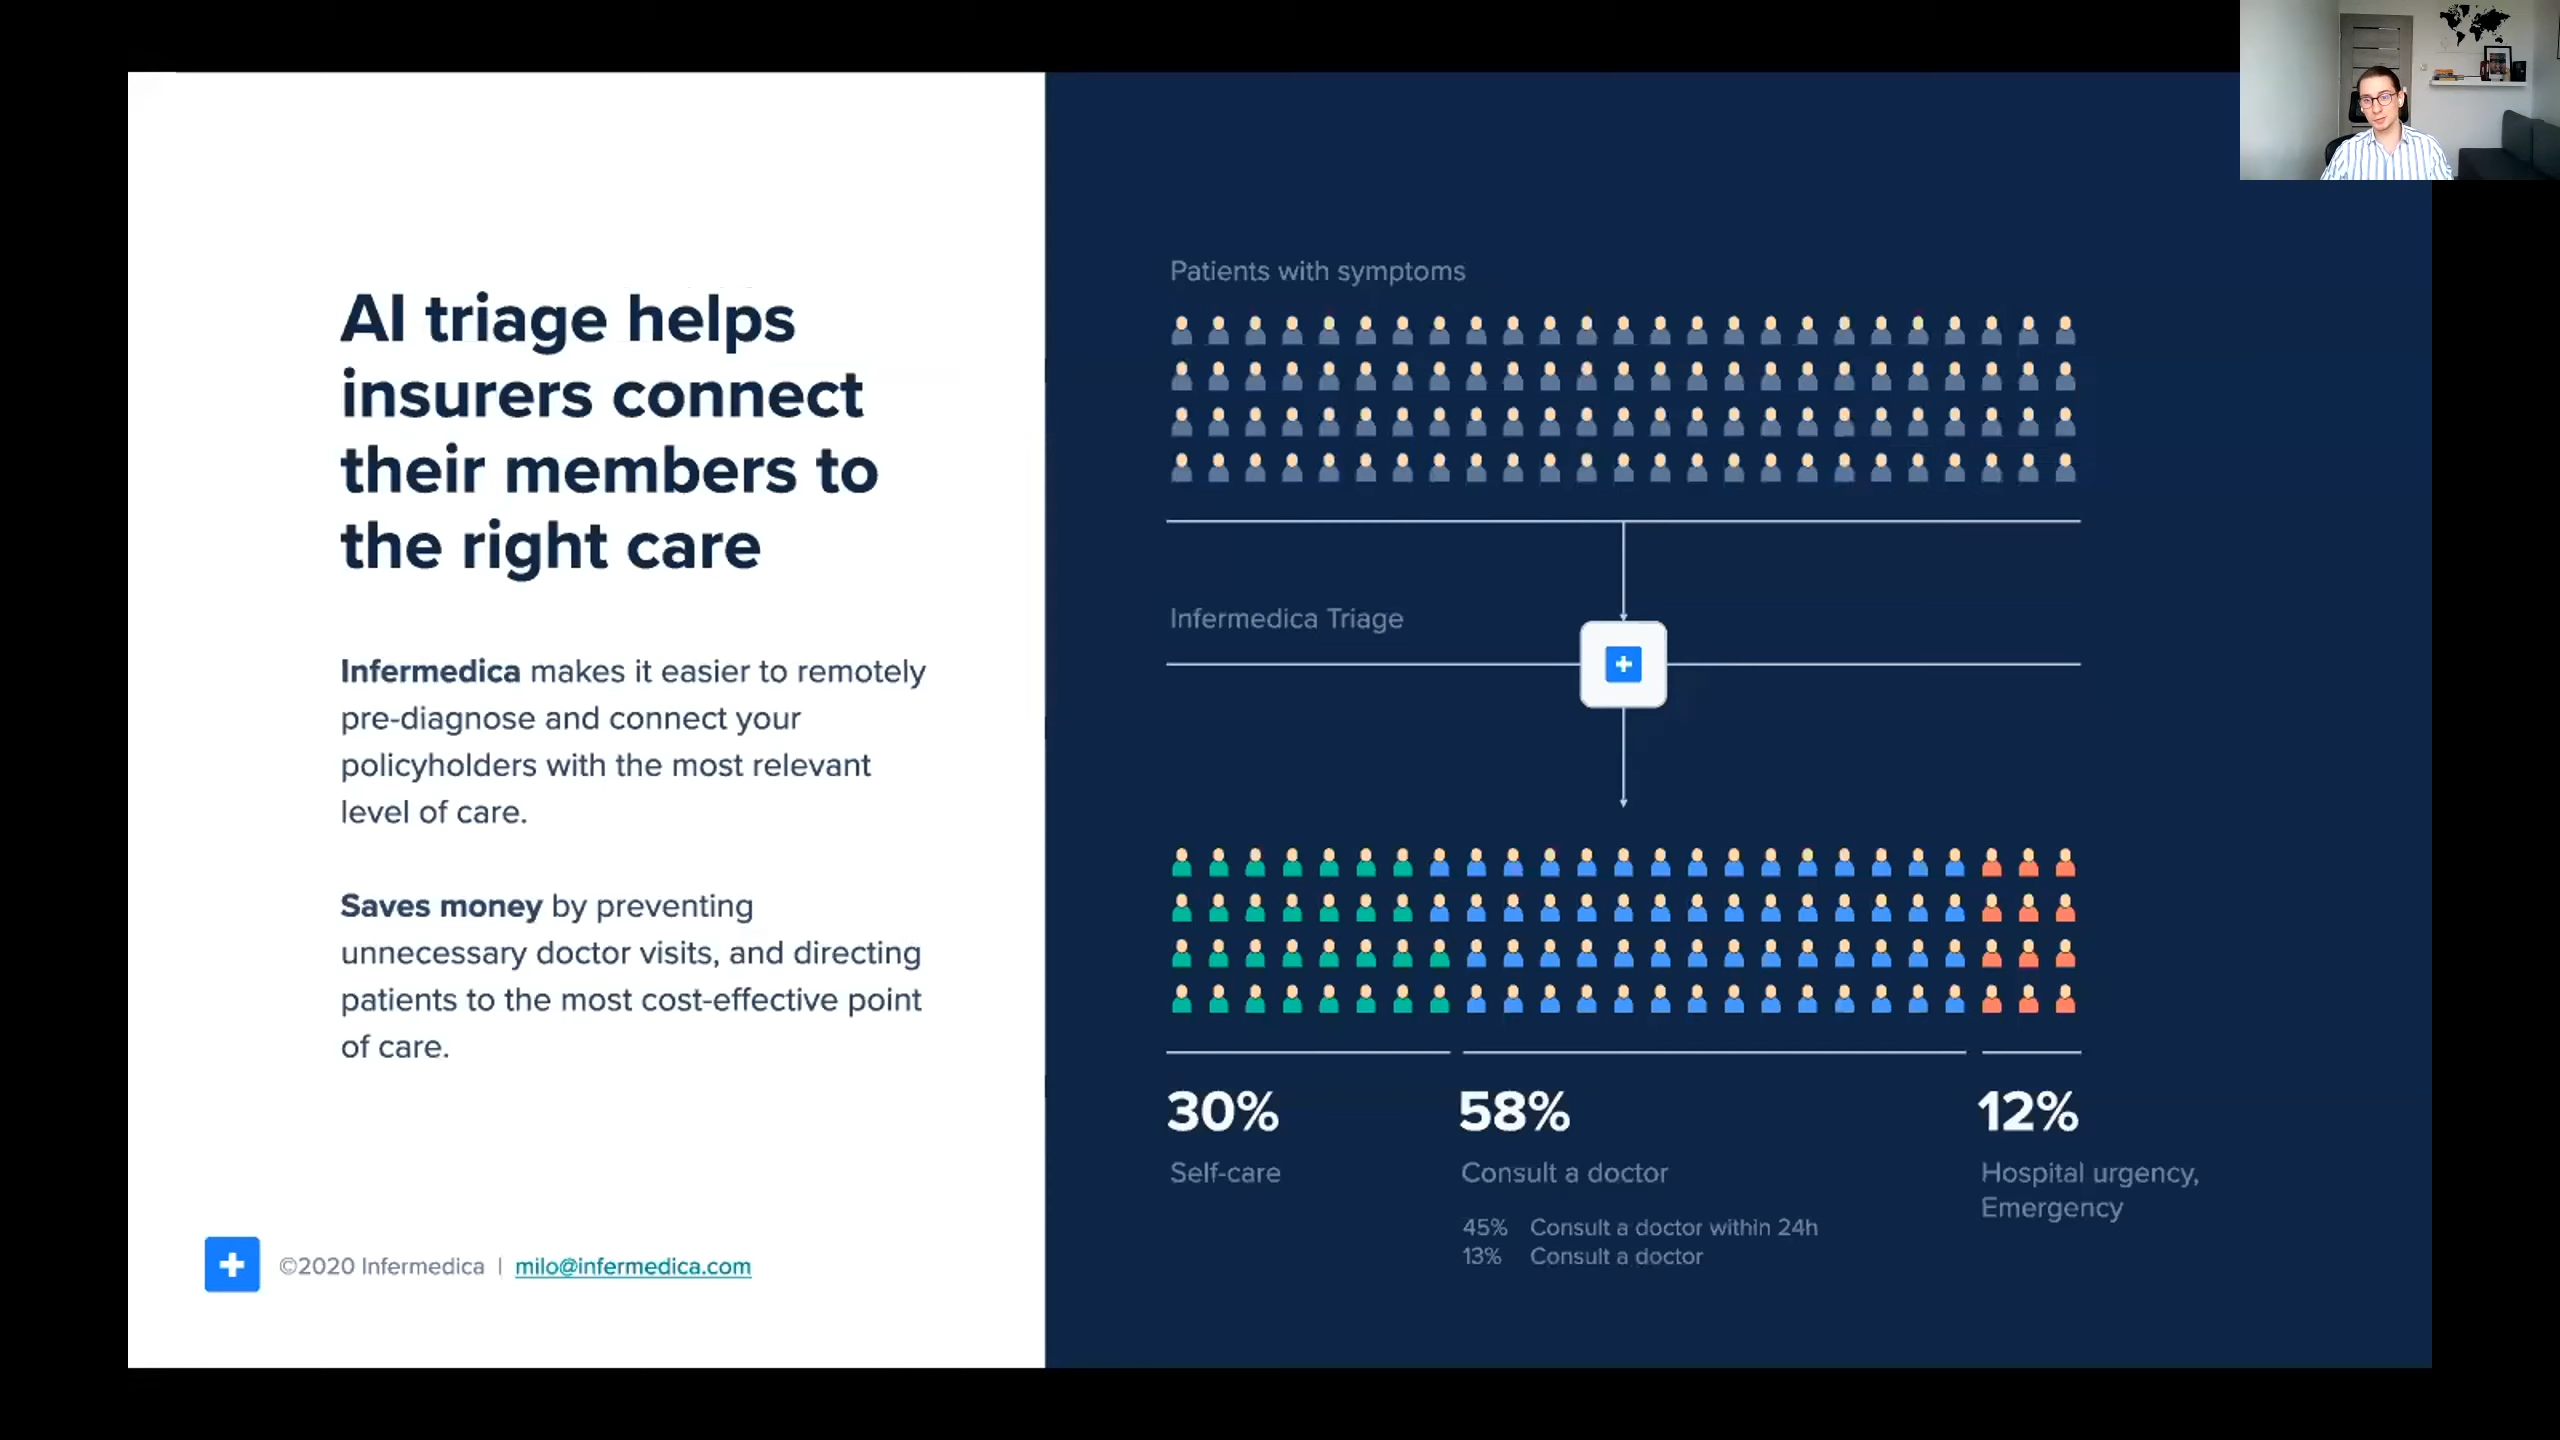 AI triage helps
insurers connect
their members to
the right care
Infermedica makes it easier to remotely
pre-diagnose and connect your
policyholders with the most relevant
level of care.
Saves money by preventing
unnecessary doctor visits, and directing
patients to the most cost-effective point
of care.
©2020 Infermedica | milo@infermedica.com
Patients with symptoms
Infermedica Triage
30%
Self-care
58%
Consult a doctor
45% Consult a doctor within 24h
13% Consult a doctor
12%
Hospital urgency,
Emergency